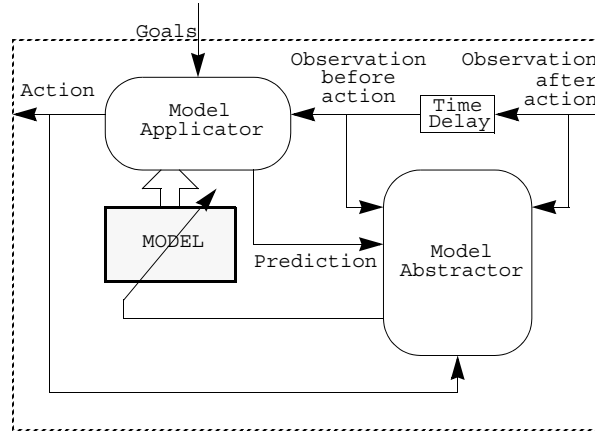 Goals
Observation
before
action
Observation
after
action
Action
Model
Applicator
Time
Delay
MODEL
Prediction
Model
Abstractor